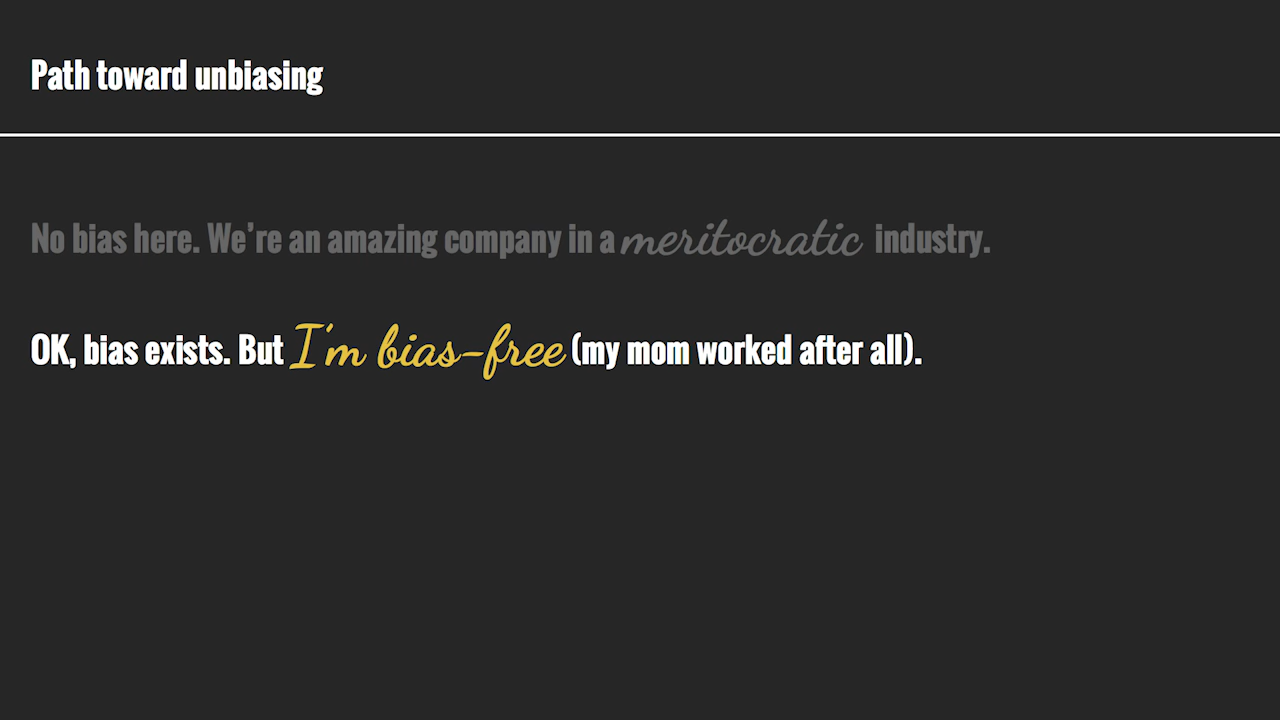 Path toward unbiasing
No bias here. We're an amazing company in a meritocratic industry.
OK, bias exists. But I'm bias-free (my mom worked after all).